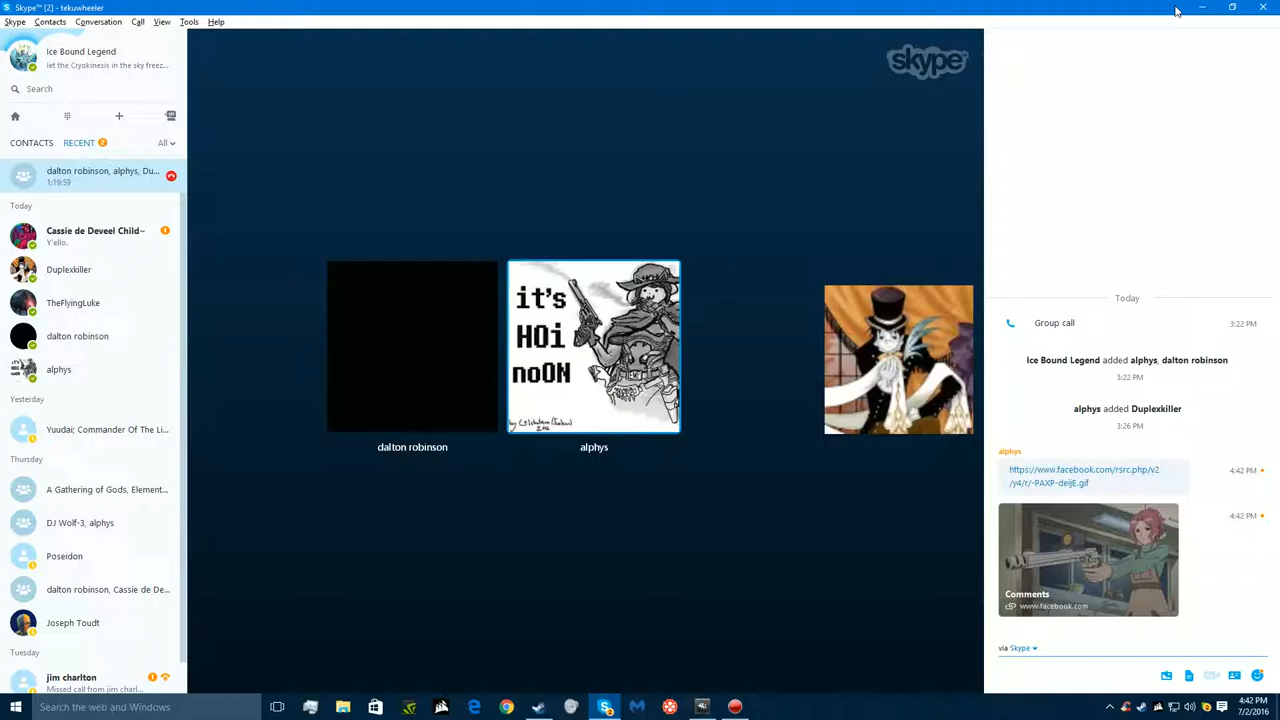 Skype™ [2] - tekuwheeler
Skype Contacts Conversation Call View Tools Help
Ice Bound Legend
let the Cryokinesis in the sky freez,...
Search
CONTACTS RECENT 2 All
dalton robinson, alphys, Du...
1:19:59
Today
Cassie de Deveel Child~ 1
Y'ello.
Duplexkiller
TheFlyingLuke
dalton robinson
alphys
Yesterday
Yuudai; Commander Of The Li...
Thursday
A Gathering of Gods, Element...
DJ Wolf-3, alphys
Poseidon
dalton robinson, Cassie de De...
Joseph Toudt
Tuesday
jim charlton 1
Missed call from jim charl...
skype™
it's
HOi
noON
2016
dalton robinson
alphys
Today
Group call 3:22 PM
Ice Bound Legend added alphys, dalton robinson
3:22 PM
alphys added Duplexkiller
3:26 PM
alphys
https://www.facebook.com/rsrc.php/v2 4:42 PM
/y4/r/-PAXP-deijE.gif
4:42 PM
Comments
www.facebook.com
via Skype
Search the web and Windows
4:42 PM
7/2/2016